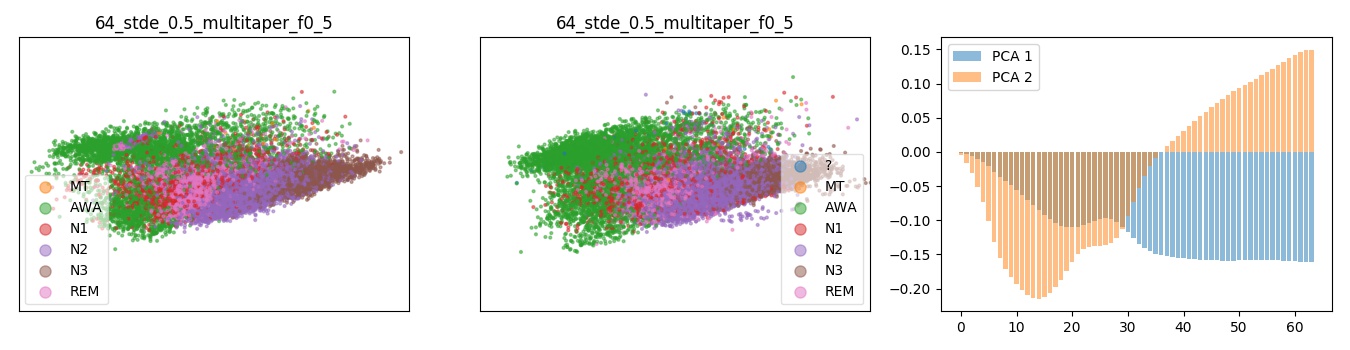 64_stde_0.5_multitaper_f0_5
MT
AWA
N1
N2
N3
REM
64_stde_0.5_multitaper_f0_5
?
MT
AWA
N1
N2
N3
REM
PCA 1
PCA 2
0.15
0.10
0.05
0.00
−0.05
−0.10
−0.15
−0.20
0 10 20 30 40 50 60